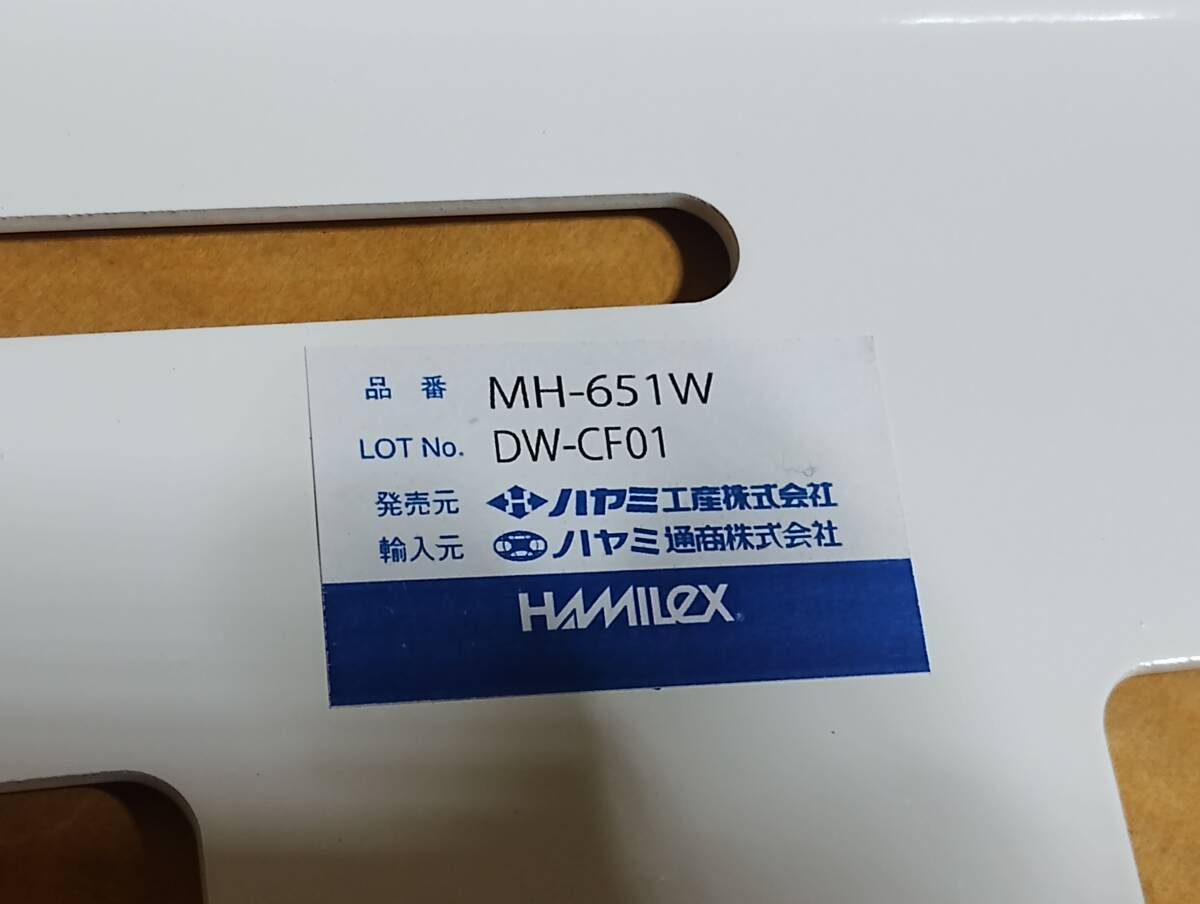 品番 MH-651W
LOT No. DW-CF01
発売元 H ハヤミ工産株式会社
輸入元 ハヤミ通商株式会社
HAMILeX®